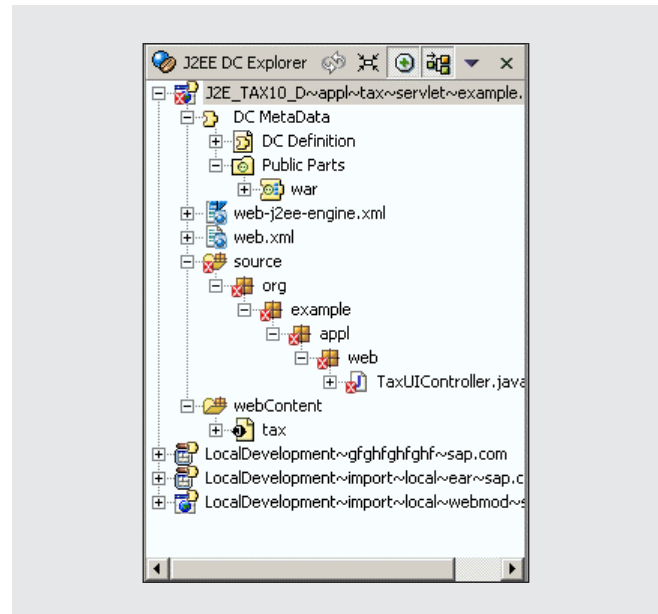 J2EE DC Explorer
J2E_TAX10_D~appl~tax~servlet~example.
DC MetaData
DC Definition
Public Parts
war
web-j2ee-engine.xml
web.xml
source
org
example
appl
web
TaxUIController.java
webContent
tax
LocalDevelopment~gfghfghfghf~sap.com
LocalDevelopment~import~local~ear~sap.c
LocalDevelopment~import~local~webmod~s